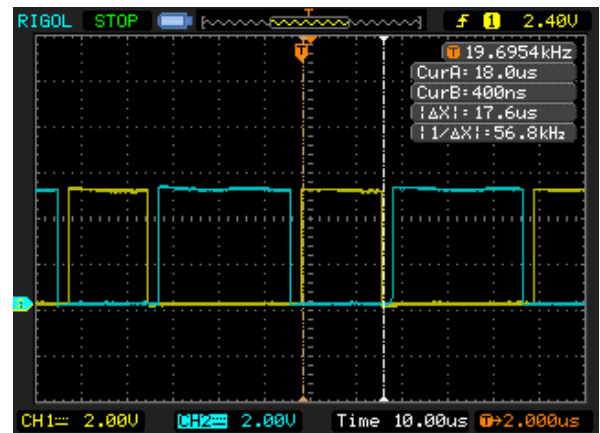 RIGOL STOP T f 1 2.40V
T
T 19.6954kHz
CurA: 18.0us
CurB: 400ns
|ΔX|: 17.6us
|1/ΔX|: 56.8kHz
CH1 2.00V CH2 2.00V Time 10.00us T→2.000us